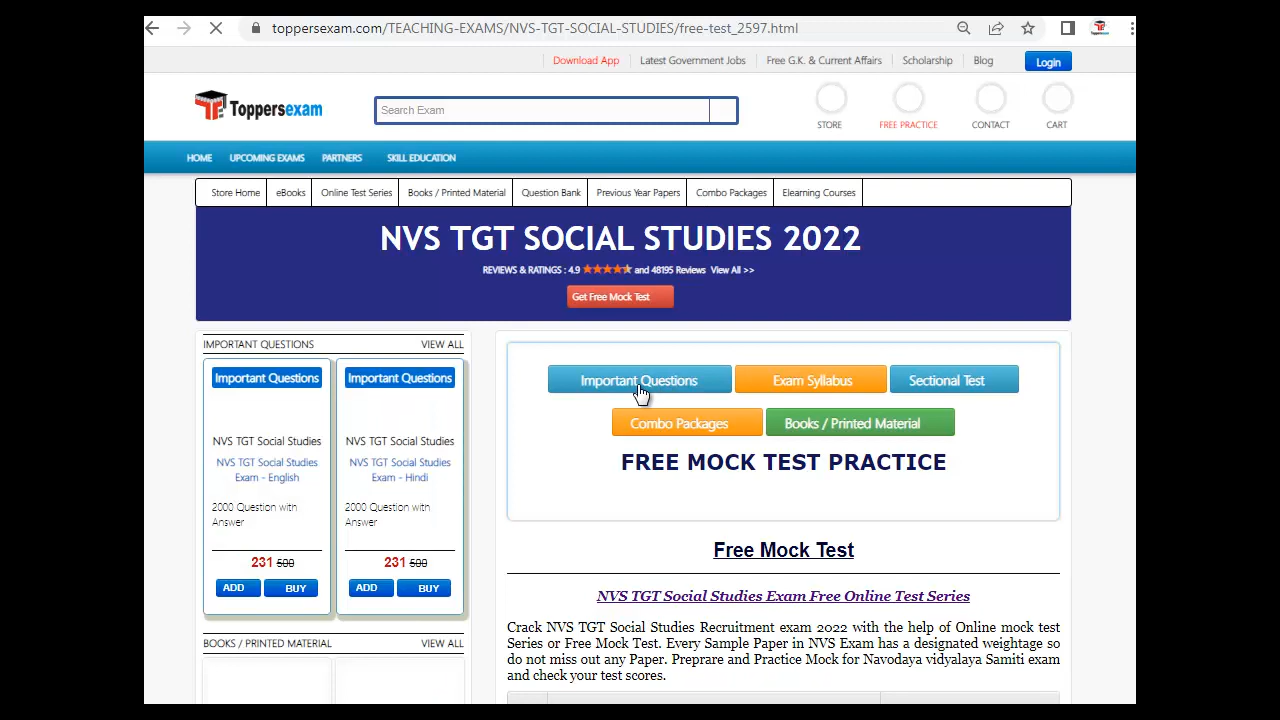 toppersexam.com/TEACHING-EXAMS/NVS-TGT-SOCIAL-STUDIES/free-test_2597.html
Download App Latest Government Jobs Free G.K. & Current Affairs Scholarship Blog Login
Toppersexam Search Exam STORE FREE PRACTICE CONTACT CART
HOME UPCOMING EXAMS PARTNERS SKILL EDUCATION
Store Home eBooks Online Test Series Books / Printed Material Question Bank Previous Year Papers Combo Packages Elearning Courses
NVS TGT SOCIAL STUDIES 2022
REVIEWS & RATINGS : 4.9 and 48195 Reviews View All >>
Get Free Mock Test
IMPORTANT QUESTIONS VIEW ALL
Important Questions Important Questions
NVS TGT Social Studies NVS TGT Social Studies
NVS TGT Social Studies NVS TGT Social Studies
Exam - English Exam - Hindi
2000 Question with 2000 Question with
Answer Answer
231 500 231 500
ADD BUY ADD BUY
BOOKS / PRINTED MATERIAL VIEW ALL
Important Questions Exam Syllabus Sectional Test
Combo Packages Books / Printed Material
FREE MOCK TEST PRACTICE
Free Mock Test
NVS TGT Social Studies Exam Free Online Test Series
Crack NVS TGT Social Studies Recruitment exam 2022 with the help of Online mock test
Series or Free Mock Test. Every Sample Paper in NVS Exam has a designated weightage so
do not miss out any Paper. Preprare and Practice Mock for Navodaya vidyalaya Samiti exam
and check your test scores.